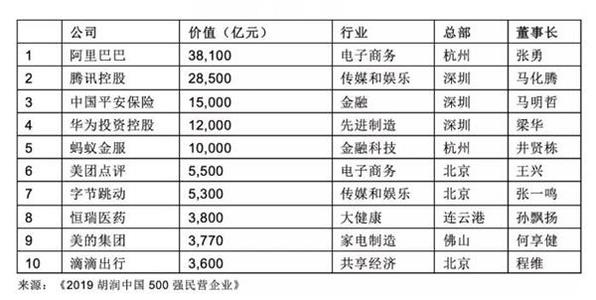 公司 价值（亿元） 行业 总部 董事长
1 阿里巴巴 38,100 电子商务 杭州 张勇
2 腾讯控股 28,500 传媒和娱乐 深圳 马化腾
3 中国平安保险 15,000 金融 深圳 马明哲
4 华为投资控股 12,000 先进制造 深圳 梁华
5 蚂蚁金服 10,000 金融科技 杭州 井贤栋
6 美团点评 5,500 电子商务 北京 王兴
7 字节跳动 5,300 传媒和娱乐 北京 张一鸣
8 恒瑞医药 3,800 大健康 连云港 孙飘扬
9 美的集团 3,770 家电制造 佛山 何享健
10 滴滴出行 3,600 共享经济 北京 程维
来源：《2019 胡润中国 500 强民营企业》